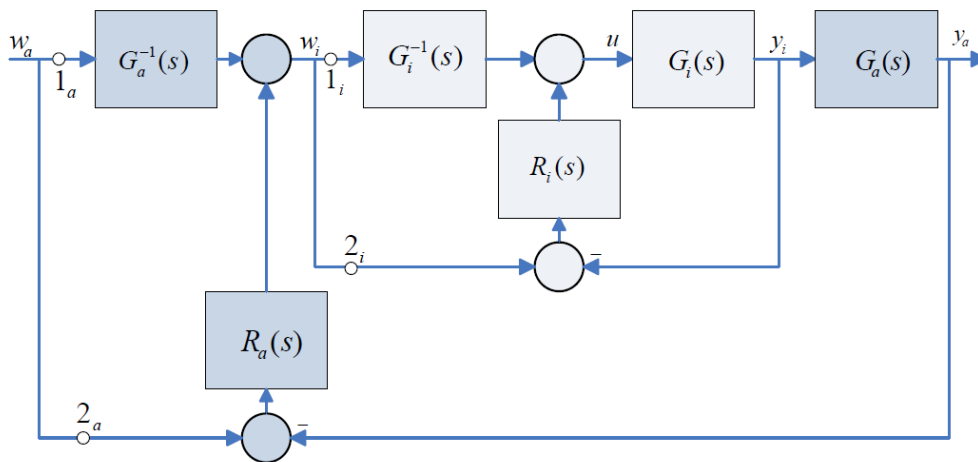 w_a
1_a
G_a^{-1}(s)
w_i
1_i
G_i^{-1}(s)
u
G_i(s)
y_i
G_a(s)
y_a
R_i(s)
2_i
−
R_a(s)
2_a
−